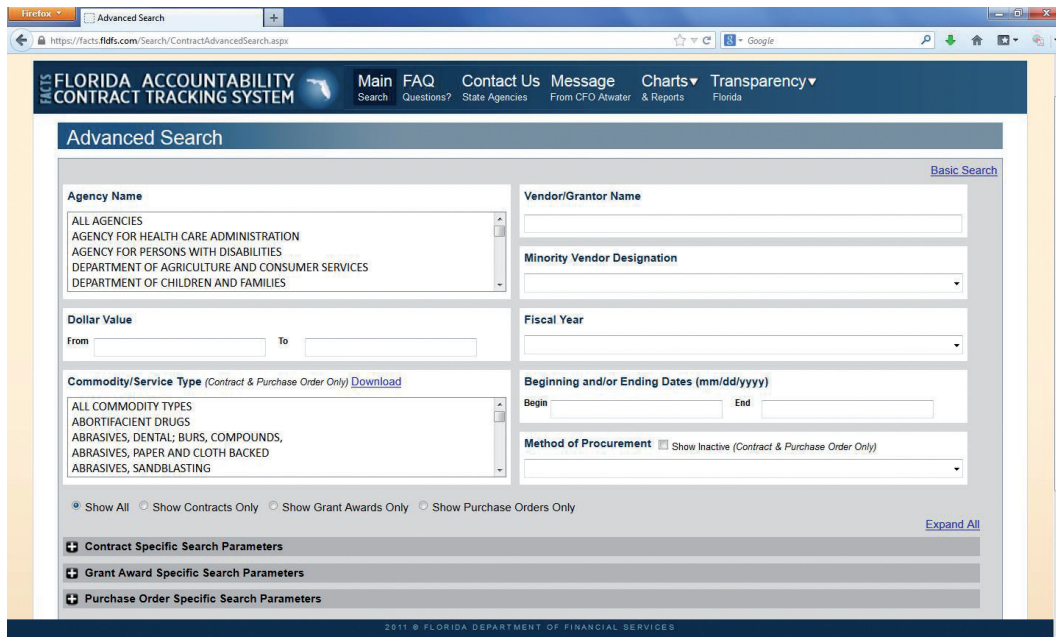 Firefox
Advanced Search
https://facts.fldfs.com/Search/ContractAdvancedSearch.aspx
Google
FACTS
FLORIDA ACCOUNTABILITY
CONTRACT TRACKING SYSTEM
Main
Search
FAQ
Questions?
Contact Us
State Agencies
Message
From CFO Atwater
Charts
& Reports
Transparency
Florida
Advanced Search
Basic Search
Agency Name
ALL AGENCIES
AGENCY FOR HEALTH CARE ADMINISTRATION
AGENCY FOR PERSONS WITH DISABILITIES
DEPARTMENT OF AGRICULTURE AND CONSUMER SERVICES
DEPARTMENT OF CHILDREN AND FAMILIES
Vendor/Grantor Name
Minority Vendor Designation
Dollar Value
From To
Fiscal Year
Commodity/Service Type (Contract & Purchase Order Only) Download
ALL COMMODITY TYPES
ABORTIFACIENT DRUGS
ABRASIVES, DENTAL; BURS, COMPOUNDS,
ABRASIVES, PAPER AND CLOTH BACKED
ABRASIVES, SANDBLASTING
Beginning and/or Ending Dates (mm/dd/yyyy)
Begin End
Method of Procurement Show Inactive (Contract & Purchase Order Only)
Show All Show Contracts Only Show Grant Awards Only Show Purchase Orders Only
Expand All
Contract Specific Search Parameters
Grant Award Specific Search Parameters
Purchase Order Specific Search Parameters
2011 © FLORIDA DEPARTMENT OF FINANCIAL SERVICES